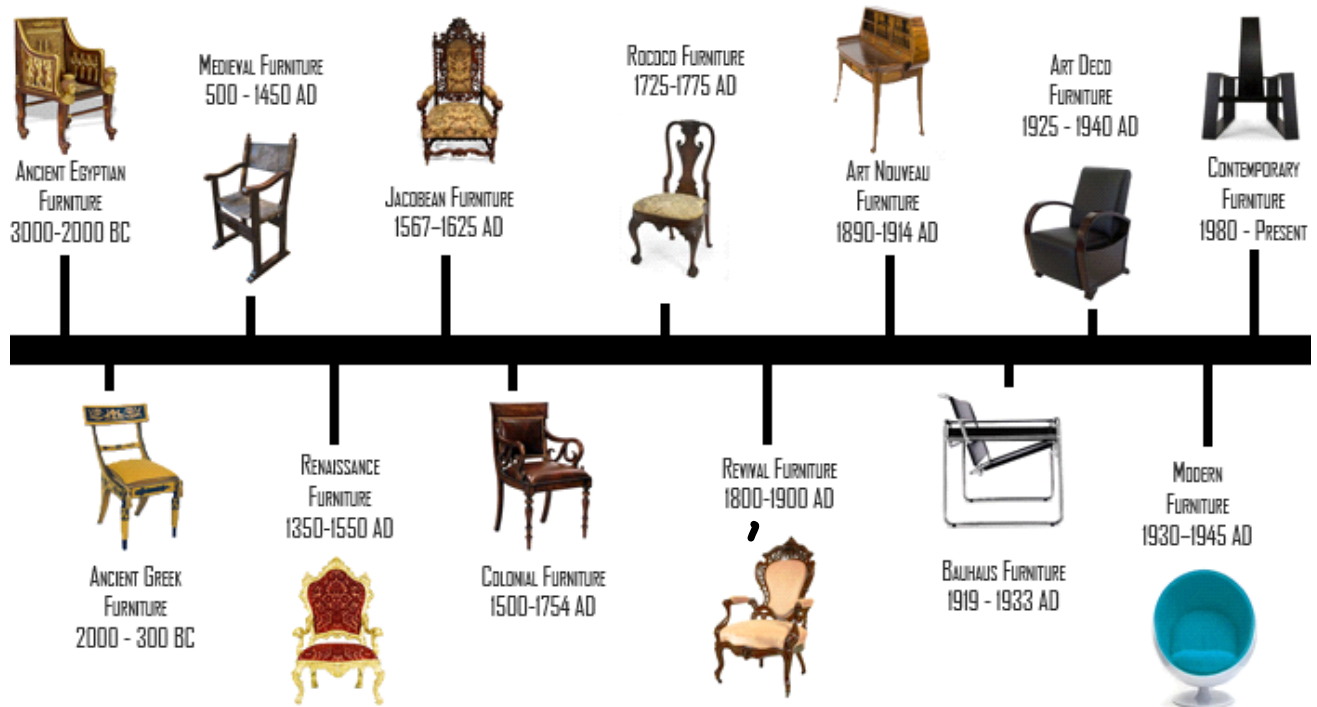 Ancient Egyptian
Furniture
3000-2000 BC
Medieval Furniture
500 - 1450 AD
Jacobean Furniture
1567–1625 AD
Rococo Furniture
1725-1775 AD
Art Nouveau
Furniture
1890-1914 AD
Art Deco
Furniture
1925 - 1940 AD
Contemporary
Furniture
1980 - Present
Ancient Greek
Furniture
2000 - 300 BC
Renaissance
Furniture
1350-1550 AD
Colonial Furniture
1500-1754 AD
Revival Furniture
1800-1900 AD
,
Bauhaus Furniture
1919 - 1933 AD
Modern
Furniture
1930–1945 AD